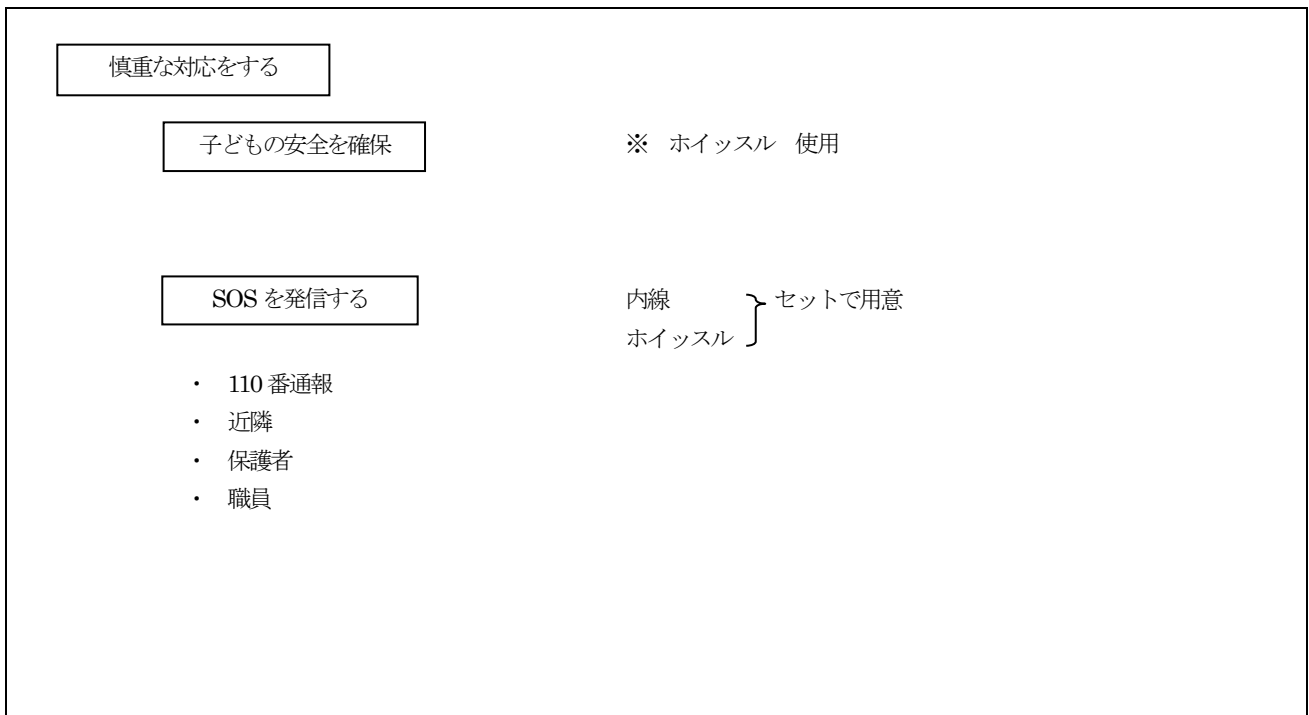 慎重な対応をする
子どもの安全を確保 ※ ホイッスル 使用
SOS を発信する 内線 セットで用意
ホイッスル
・ 110 番通報
・ 近隣
・ 保護者
・ 職員